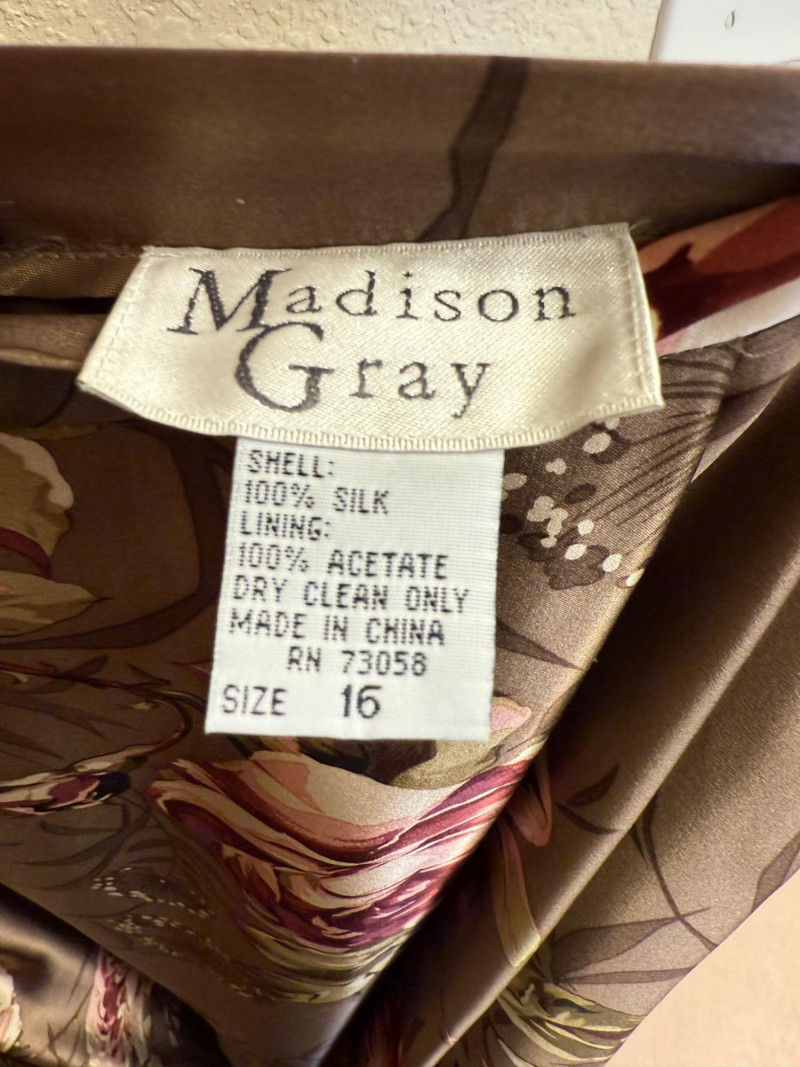 Madison
Gray
SHELL:
100% SILK
LINING:
100% ACETATE
DRY CLEAN ONLY
MADE IN CHINA
RN 73058
SIZE 16